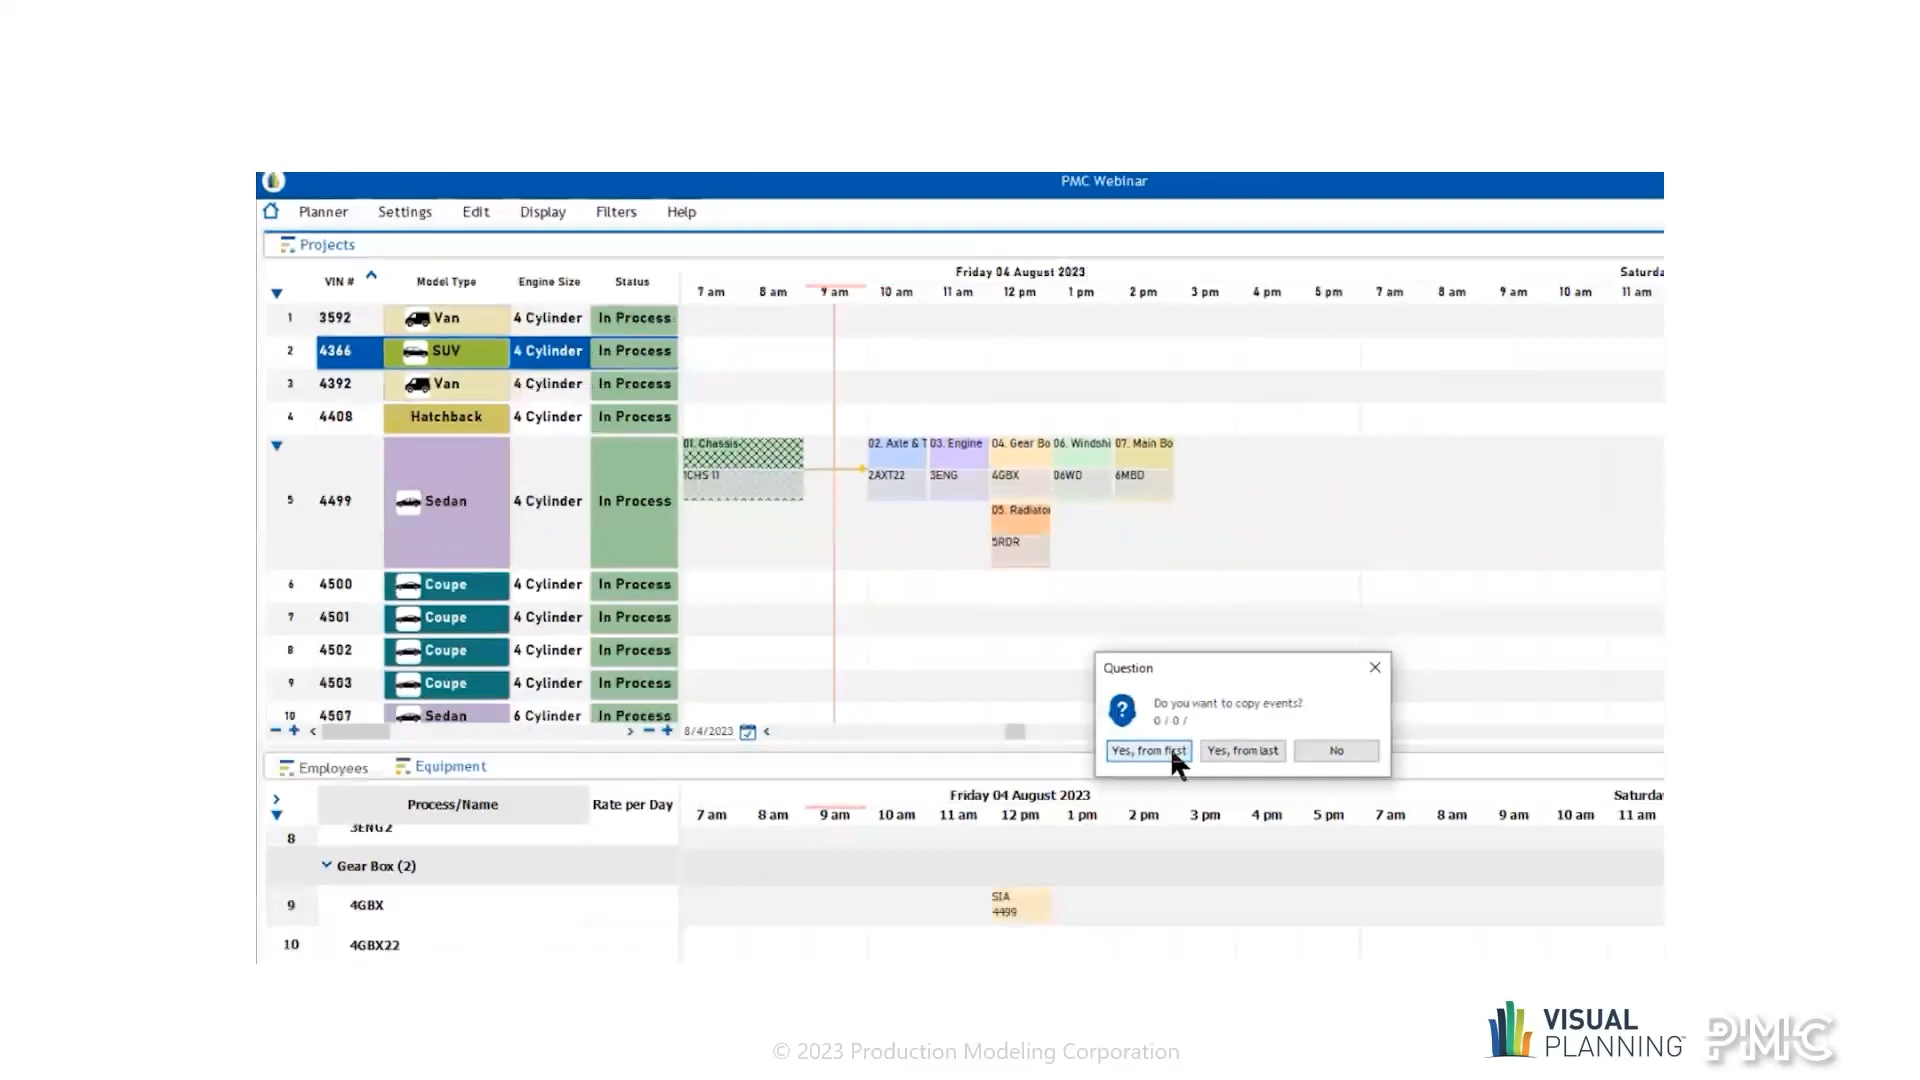 PMC Webinar
Planner Settings Edit Display Filters Help
Projects
Friday 04 August 2023 Saturda
VIN # Model Type Engine Size Status
7 am 8 am 9 am 10 am 11 am 12 pm 1 pm 2 pm 3 pm 4 pm 5 pm 7 am 8 am 9 am 10 am 11 am
1 3592 Van 4 Cylinder In Process
2 4366 SUV 4 Cylinder In Process
3 4392 Van 4 Cylinder In Process
4 4408 Hatchback 4 Cylinder In Process
01. Chassis 02. Axle & T 03. Engine 04. Gear Bo 06. Windshi 07. Main Bo
1CHS 11 2AXT22 3ENG 4GBX 06WD 6MBD
5 4499 Sedan 4 Cylinder In Process
05. Radiator
5RDR
6 4500 Coupe 4 Cylinder In Process
7 4501 Coupe 4 Cylinder In Process
8 4502 Coupe 4 Cylinder In Process
9 4503 Coupe 4 Cylinder In Process
10 4507 Sedan 6 Cylinder In Process
8/4/2023
Question
Do you want to copy events?
0 / 0 /
Yes, from first Yes, from last No
Employees Equipment
Friday 04 August 2023 Saturda
Process/Name Rate per Day
7 am 8 am 9 am 10 am 11 am 12 pm 1 pm 2 pm 3 pm 4 pm 5 pm 7 am 8 am 9 am 10 am 11 am
8 3ENG2
Gear Box (2)
9 4GBX
SIA
4499
10 4GBX22
VISUAL
PLANNING
PMC
© 2023 Production Modeling Corporation